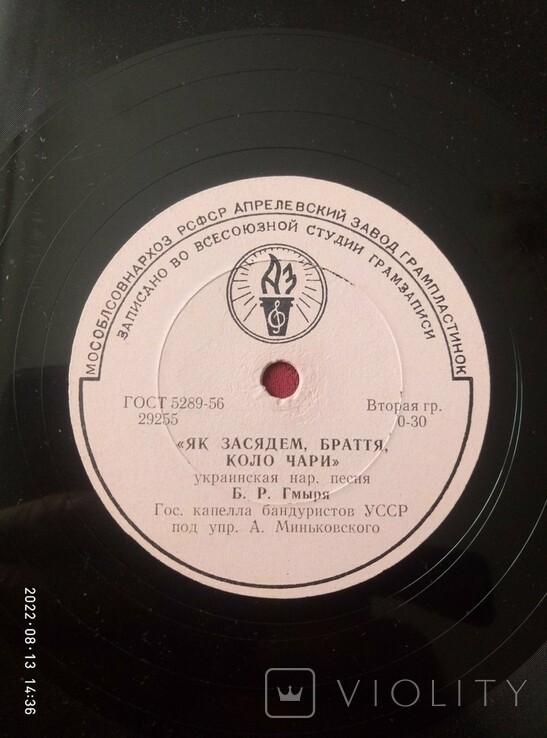 МОСОБЛСОВНАРХОЗ РСФСР АПРЕЛЕВСКИЙ ЗАВОД ГРАМПЛАСТИНОК
ЗАПИСАНО ВО ВСЕСОЮЗНОЙ СТУДИИ ГРАМЗАПИСИ
АЗ
ГОСТ 5289-56
29255
Вторая гр.
0-30
«ЯК ЗАСЯДЕМ, БРАТТЯ,
КОЛО ЧАРИ»
украинская нар. песня
Б. Р. Гмыря
Гос. капелла бандуристов УССР
под упр. А. Миньковского
2022-08-13 14:36
VIOLITY